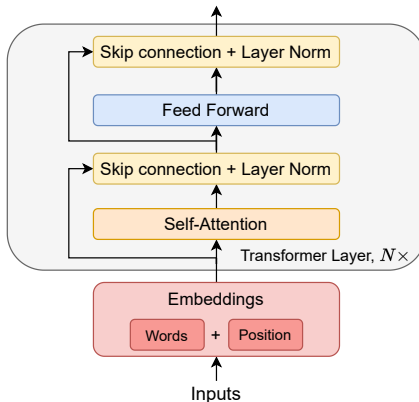 Skip connection + Layer Norm
Feed Forward
Skip connection + Layer Norm
Self-Attention
Transformer Layer, N×
Embeddings
Words + Position
Inputs